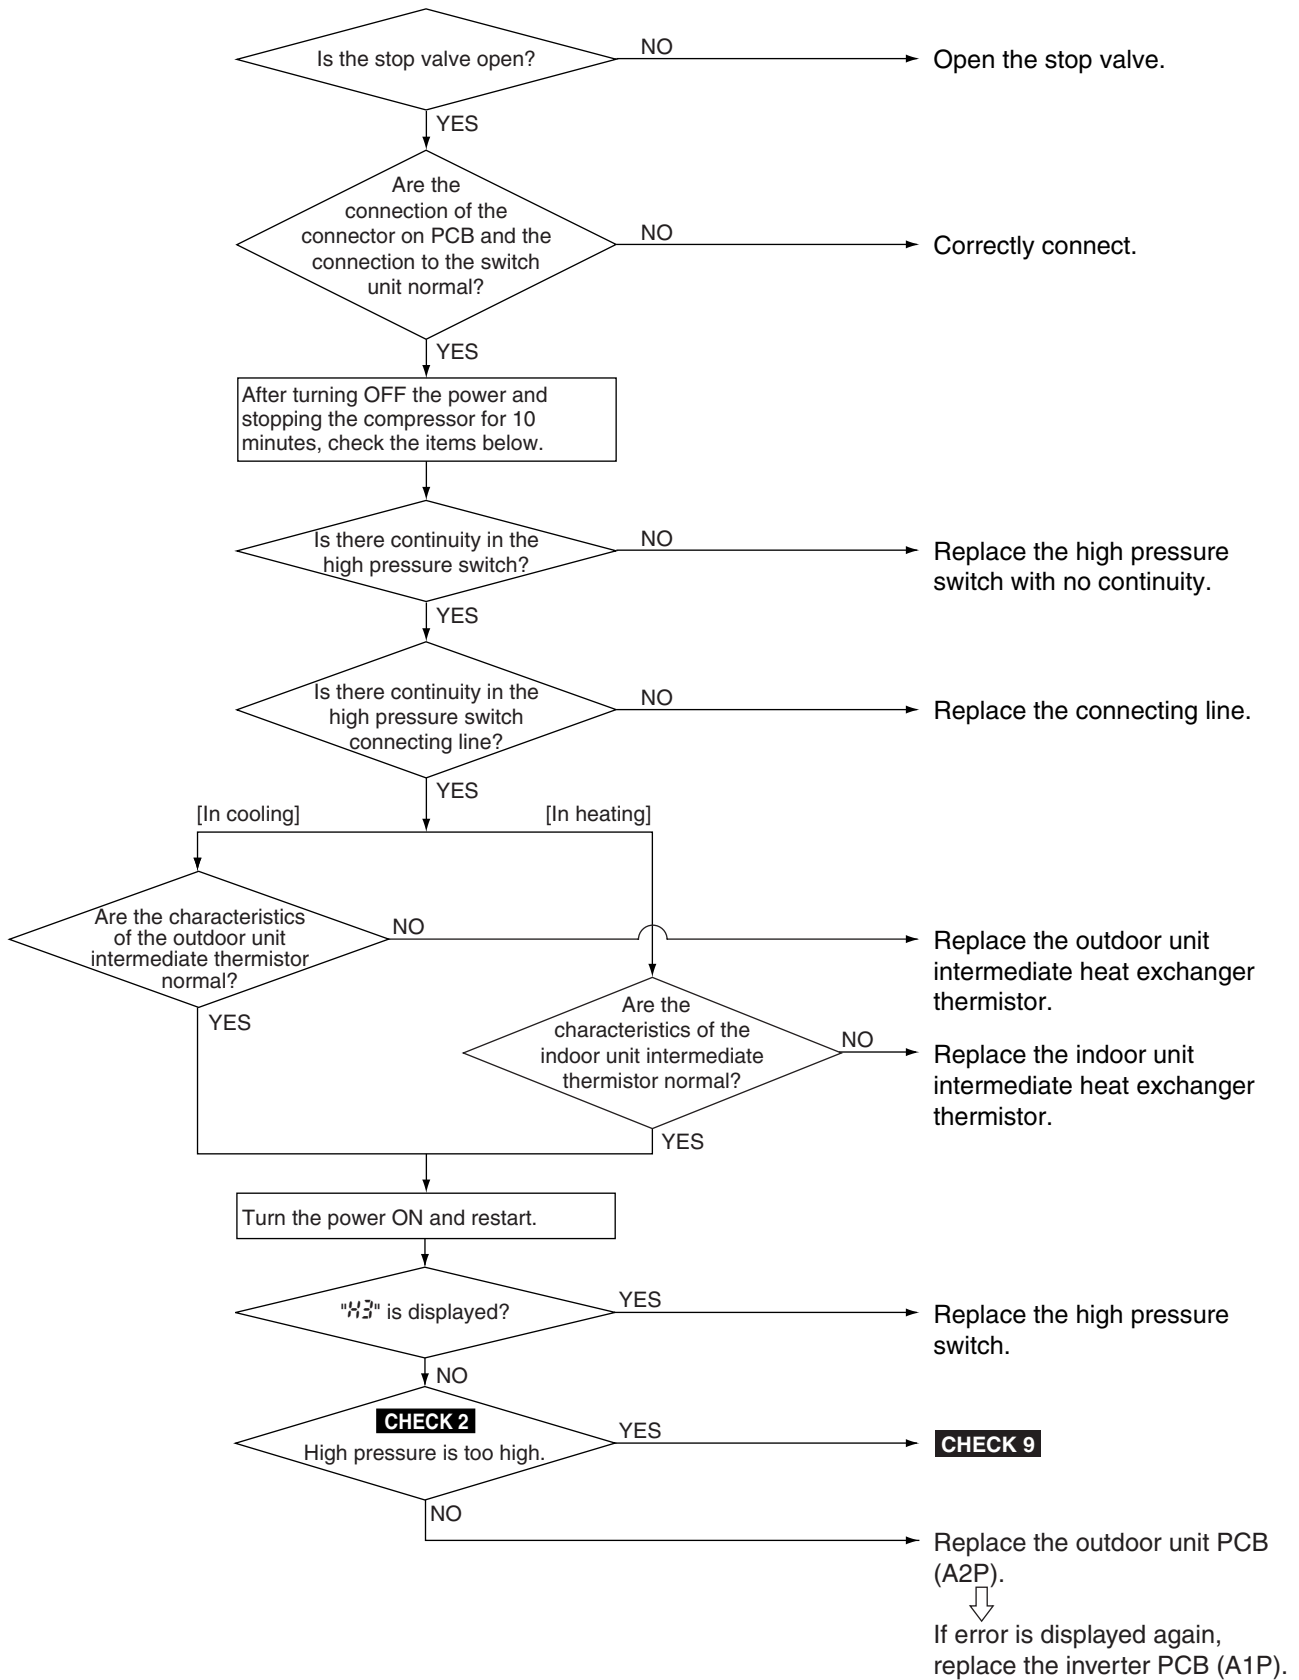 Is the stop valve open?
NO
Open the stop valve.
YES
Are the
connection of the
connector on PCB and the
connection to the switch
unit normal?
NO
Correctly connect.
YES
After turning OFF the power and
stopping the compressor for 10
minutes, check the items below.
Is there continuity in the
high pressure switch?
NO
Replace the high pressure
switch with no continuity.
YES
Is there continuity in the
high pressure switch
connecting line?
NO
Replace the connecting line.
YES
[In cooling]
[In heating]
Are the characteristics
of the outdoor unit
intermediate thermistor
normal?
NO
Replace the outdoor unit
intermediate heat exchanger
thermistor.
YES
Are the
characteristics of the
indoor unit intermediate
thermistor normal?
NO
Replace the indoor unit
intermediate heat exchanger
thermistor.
YES
Turn the power ON and restart.
"H3" is displayed?
YES
Replace the high pressure
switch.
NO
CHECK 2
High pressure is too high.
YES
CHECK 9
NO
Replace the outdoor unit PCB
(A2P).
If error is displayed again,
replace the inverter PCB (A1P).